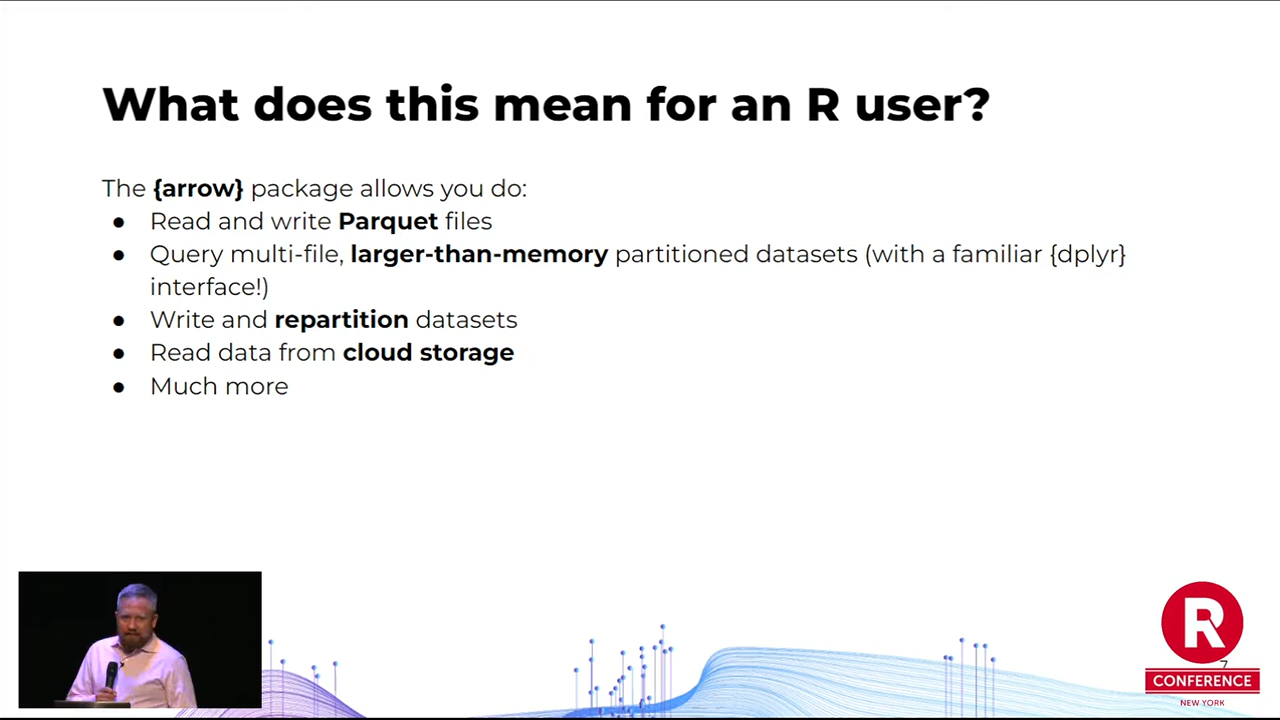 What does this mean for an R user?
The {arrow} package allows you do:
● Read and write Parquet files
● Query multi-file, larger-than-memory partitioned datasets (with a familiar {dplyr}
interface!)
● Write and repartition datasets
● Read data from cloud storage
● Much more
R
7
CONFERENCE
NEW YORK